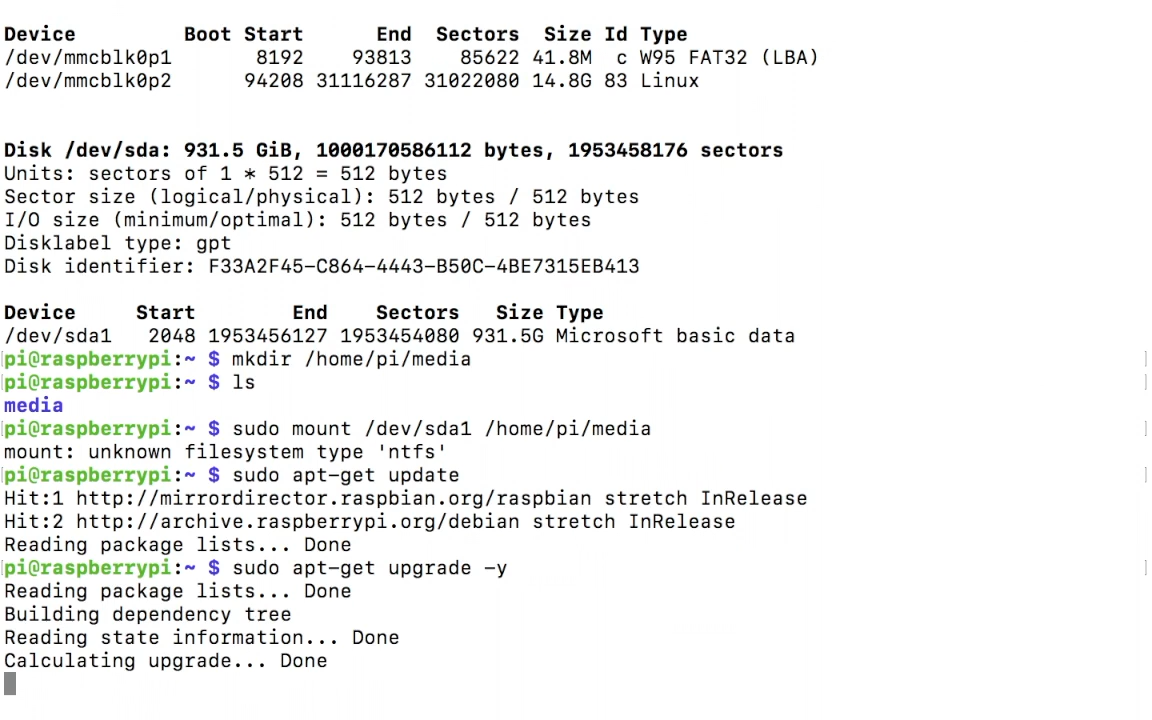 Device         Boot Start      End  Sectors  Size Id Type
/dev/mmcblk0p1       8192    93813    85622 41.8M  c W95 FAT32 (LBA)
/dev/mmcblk0p2      94208 31116287 31022080 14.8G 83 Linux
Disk /dev/sda: 931.5 GiB, 1000170586112 bytes, 1953458176 sectors
Units: sectors of 1 * 512 = 512 bytes
Sector size (logical/physical): 512 bytes / 512 bytes
I/O size (minimum/optimal): 512 bytes / 512 bytes
Disklabel type: gpt
Disk identifier: F33A2F45-C864-4443-B50C-4BE7315EB413
Device     Start        End    Sectors   Size Type
/dev/sda1   2048 1953456127 1953454080 931.5G Microsoft basic data
pi@raspberrypi:~ $ mkdir /home/pi/media
pi@raspberrypi:~ $ ls
media
pi@raspberrypi:~ $ sudo mount /dev/sda1 /home/pi/media
mount: unknown filesystem type 'ntfs'
pi@raspberrypi:~ $ sudo apt-get update
Hit:1 http://mirrordirector.raspbian.org/raspbian stretch InRelease
Hit:2 http://archive.raspberrypi.org/debian stretch InRelease
Reading package lists... Done
pi@raspberrypi:~ $ sudo apt-get upgrade -y
Reading package lists... Done
Building dependency tree
Reading state information... Done
Calculating upgrade... Done